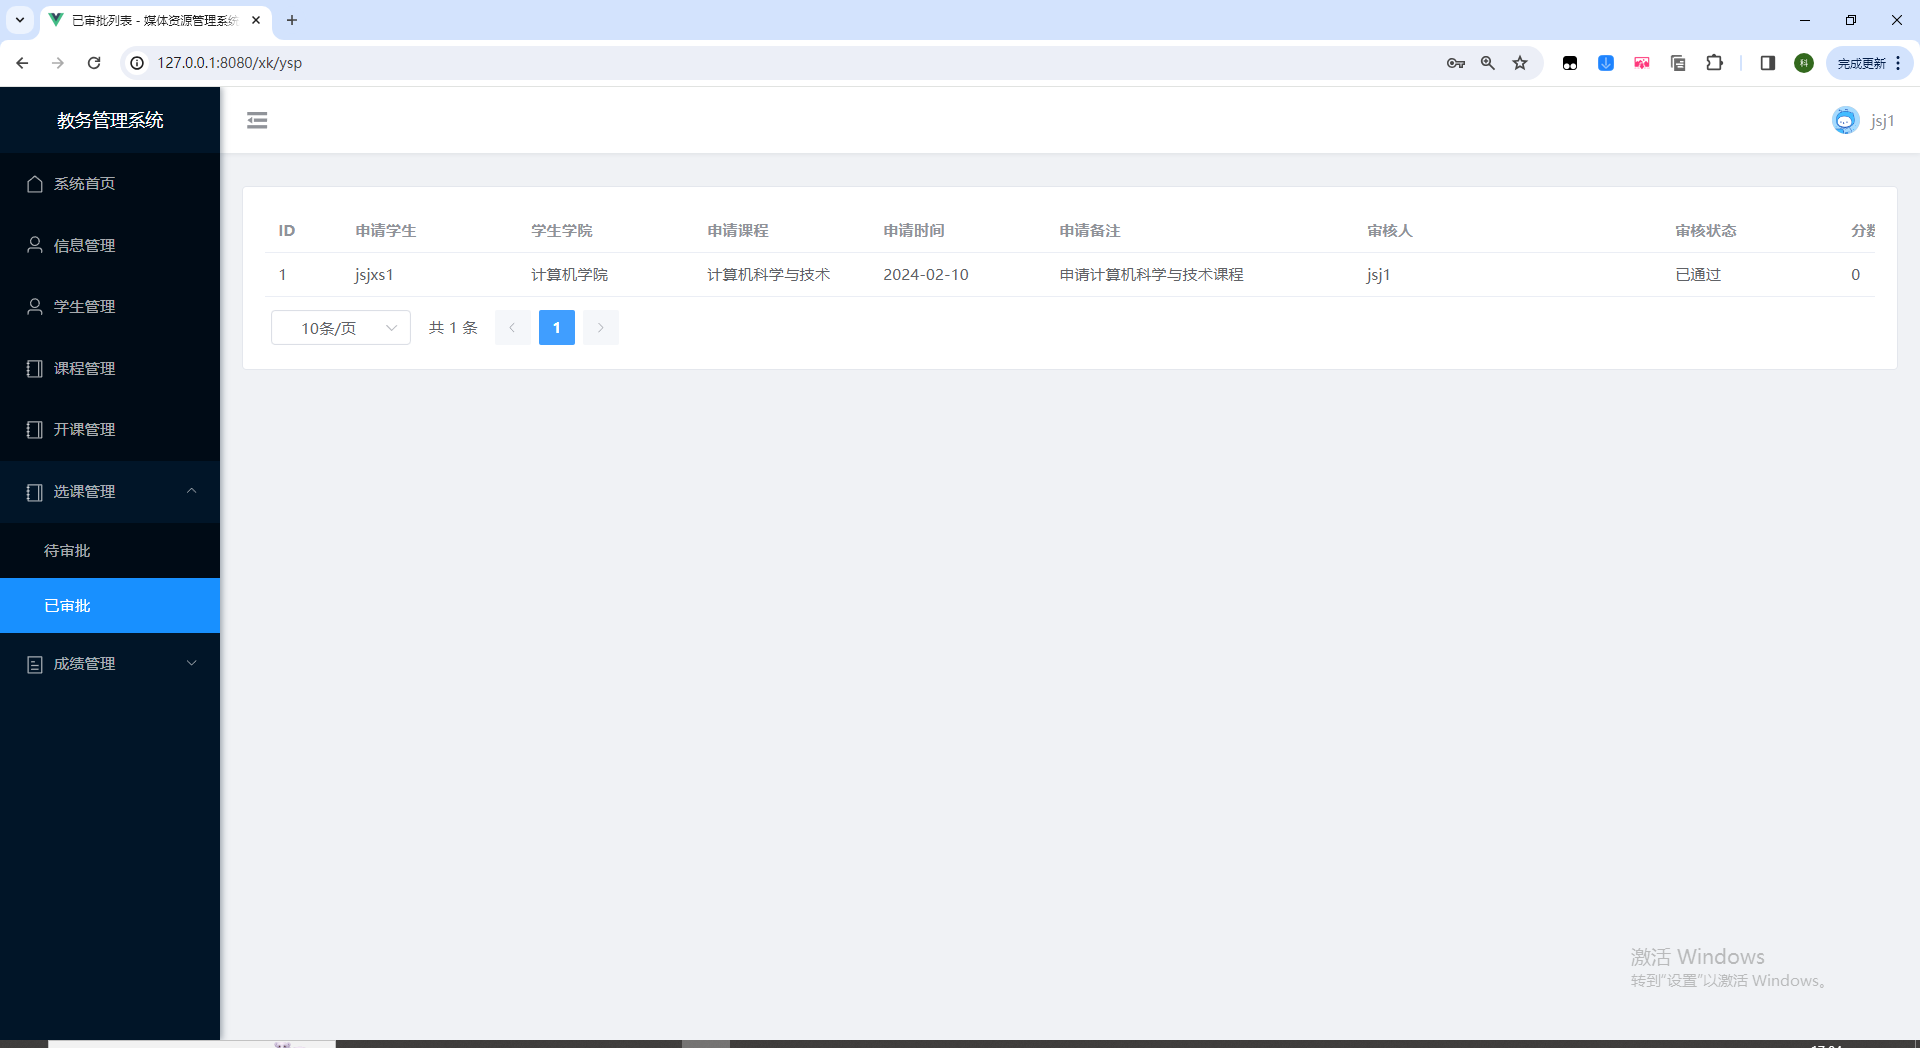 已审批列表 - 媒体资源管理系统
127.0.0.1:8080/xk/ysp
科
完成更新
教务管理系统
jsj1
系统首页
信息管理
学生管理
课程管理
开课管理
选课管理
待审批
已审批
成绩管理
ID 申请学生 学生学院 申请课程 申请时间 申请备注 审核人 审核状态 分数
1 jsjxs1 计算机学院 计算机科学与技术 2024-02-10 申请计算机科学与技术课程 jsj1 已通过 0
10条/页 共 1 条 1
激活 Windows
转到“设置”以激活 Windows。